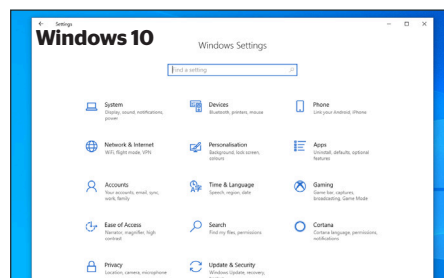 Settings
Windows 10
Windows Settings
Find a setting
System
Display, sound, notifications,
power
Devices
Bluetooth, printers, mouse
Phone
Link your Android, iPhone
Network & Internet
WiFi, flight mode, VPN
Personalisation
Background, lock screen,
colours
Apps
Uninstall, defaults, optional
features
Accounts
Your accounts, email, sync,
work, family
Time & Language
Speech, region, date
Gaming
Game bar, captures,
broadcasting, Game Mode
Ease of Access
Narrator, magnifier, high
contrast
Search
Find my files, permissions
Cortana
Cortana language, permissions,
notifications
Privacy
Location, camera, microphone
Update & Security
Windows Update, recovery,